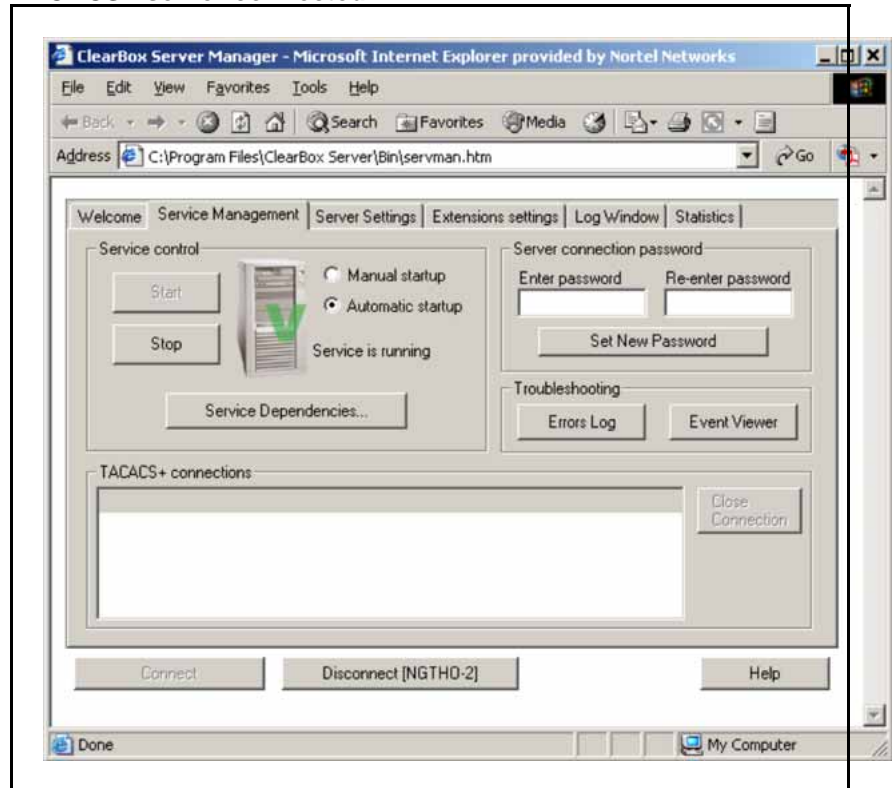 ClearBox Server Manager - Microsoft Internet Explorer provided by Nortel Networks
File Edit View Favorites Tools Help
Back Search Favorites Media
Address C:\Program Files\ClearBox Server\Bin\servman.htm Go
Welcome Service Management Server Settings Extensions settings Log Window Statistics
Service control
Start
Stop
Manual startup
Automatic startup
Service is running
Service Dependencies...
Server connection password
Enter password Re-enter password
Set New Password
Troubleshooting
Errors Log Event Viewer
TACACS+ connections
Close
Connection
Connect Disconnect [NGTHO-2] Help
Done My Computer